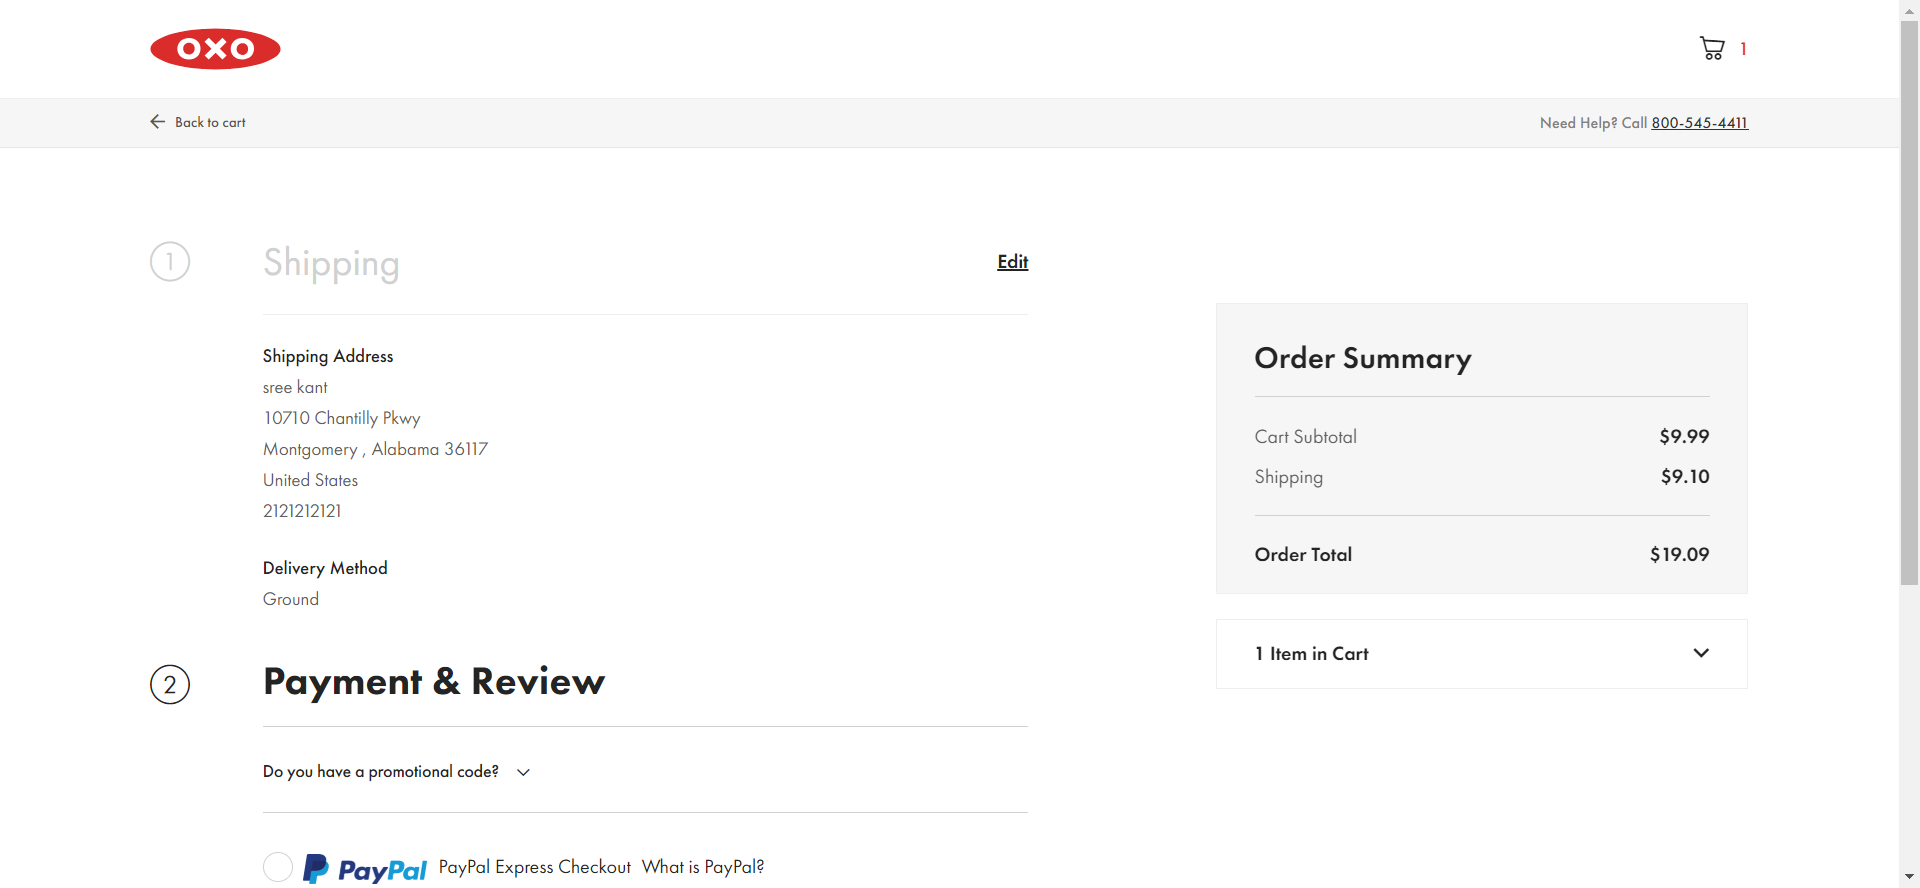 OXO
1
Back to cart
Need Help? Call 800-545-4411
1
Shipping
Edit
Shipping Address
sree kant
10710 Chantilly Pkwy
Montgomery , Alabama 36117
United States
2121212121
Delivery Method
Ground
2
Payment & Review
Do you have a promotional code?
PayPal PayPal Express Checkout What is PayPal?
Order Summary
Cart Subtotal $9.99
Shipping $9.10
Order Total $19.09
1 Item in Cart